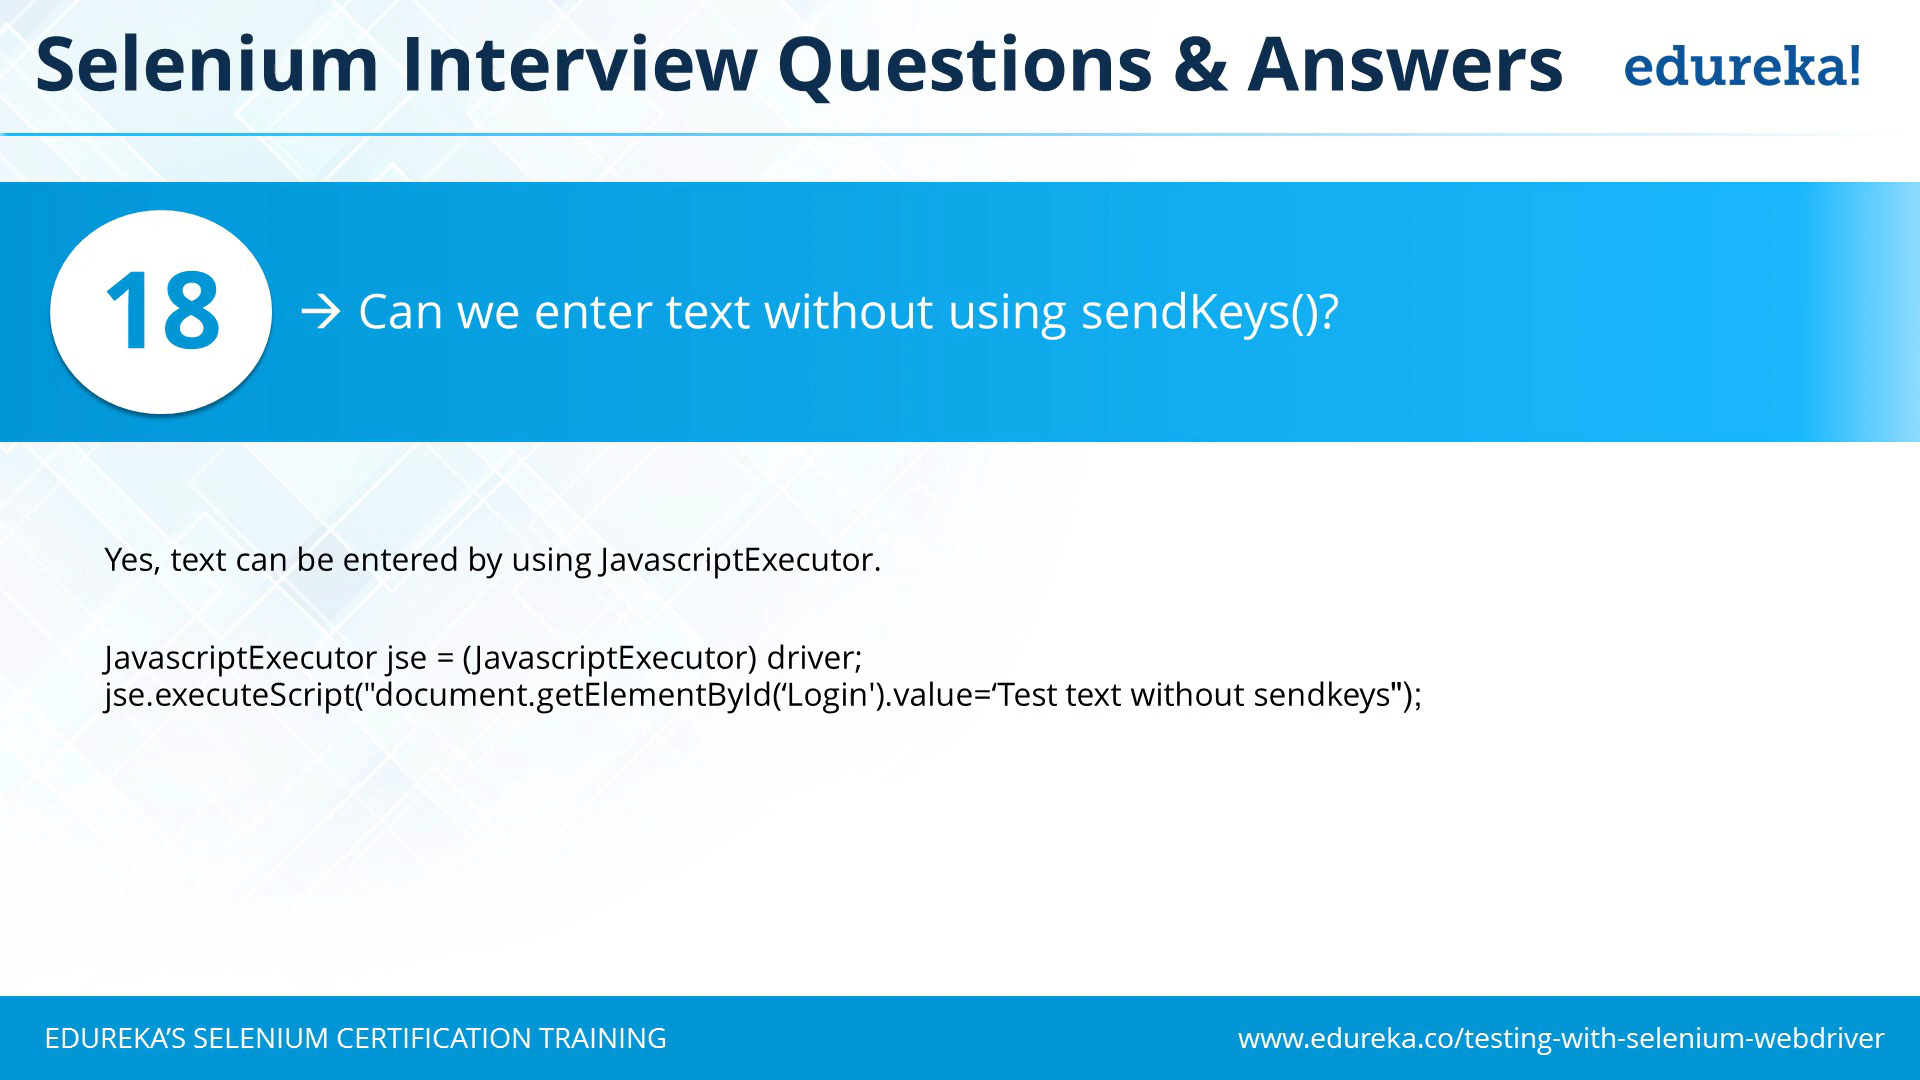 Selenium Interview Questions & Answers
edureka!
18
→ Can we enter text without using sendKeys()?
Yes, text can be entered by using JavascriptExecutor.
JavascriptExecutor jse = (JavascriptExecutor) driver;
jse.executeScript("document.getElementById(‘Login').value=‘Test text without sendkeys");
EDUREKA’S SELENIUM CERTIFICATION TRAINING
www.edureka.co/testing-with-selenium-webdriver